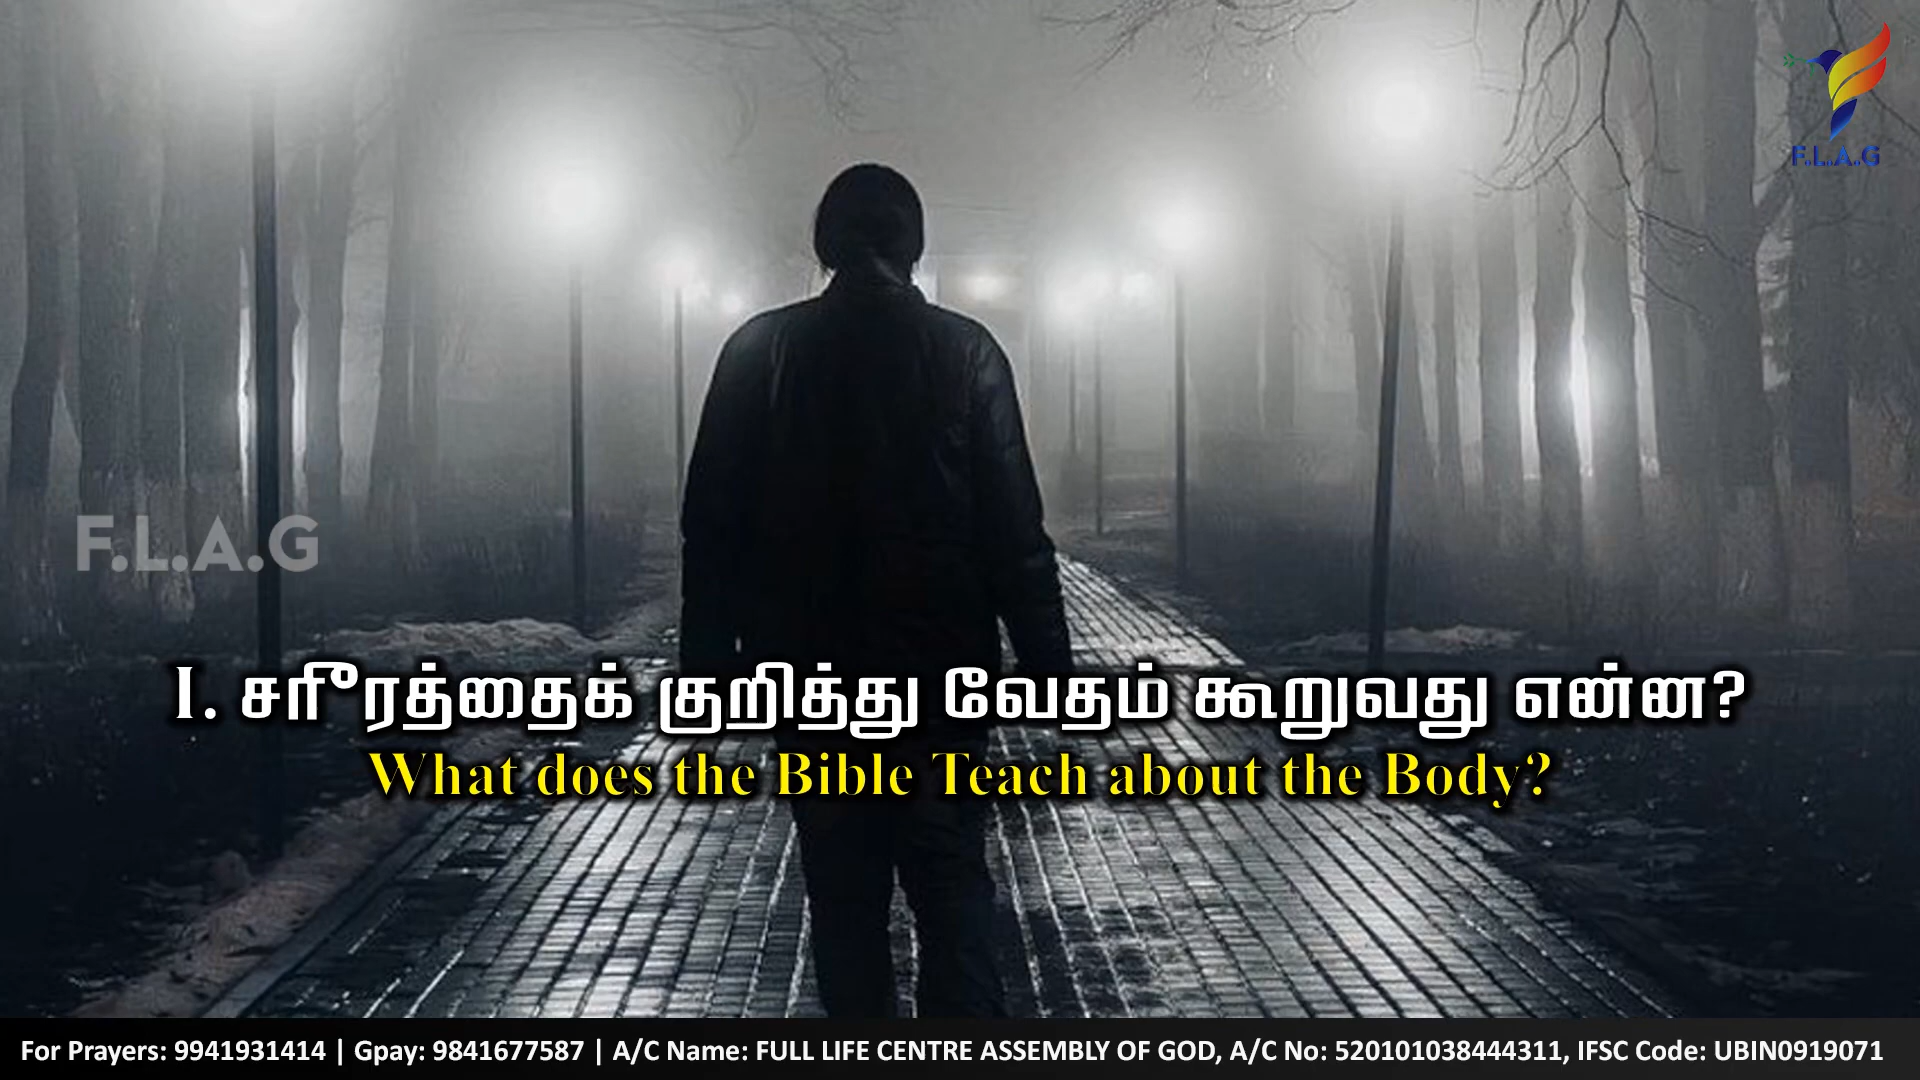 F.L.A.G
F.L.A.G
I. சரீரத்தைக் குறித்து வேதம் கூறுவது என்ன?
What does the Bible Teach about the Body?
For Prayers: 9941931414 | Gpay: 9841677587 | A/C Name: FULL LIFE CENTRE ASSEMBLY OF GOD, A/C No: 520101038444311, IFSC Code: UBIN0919071